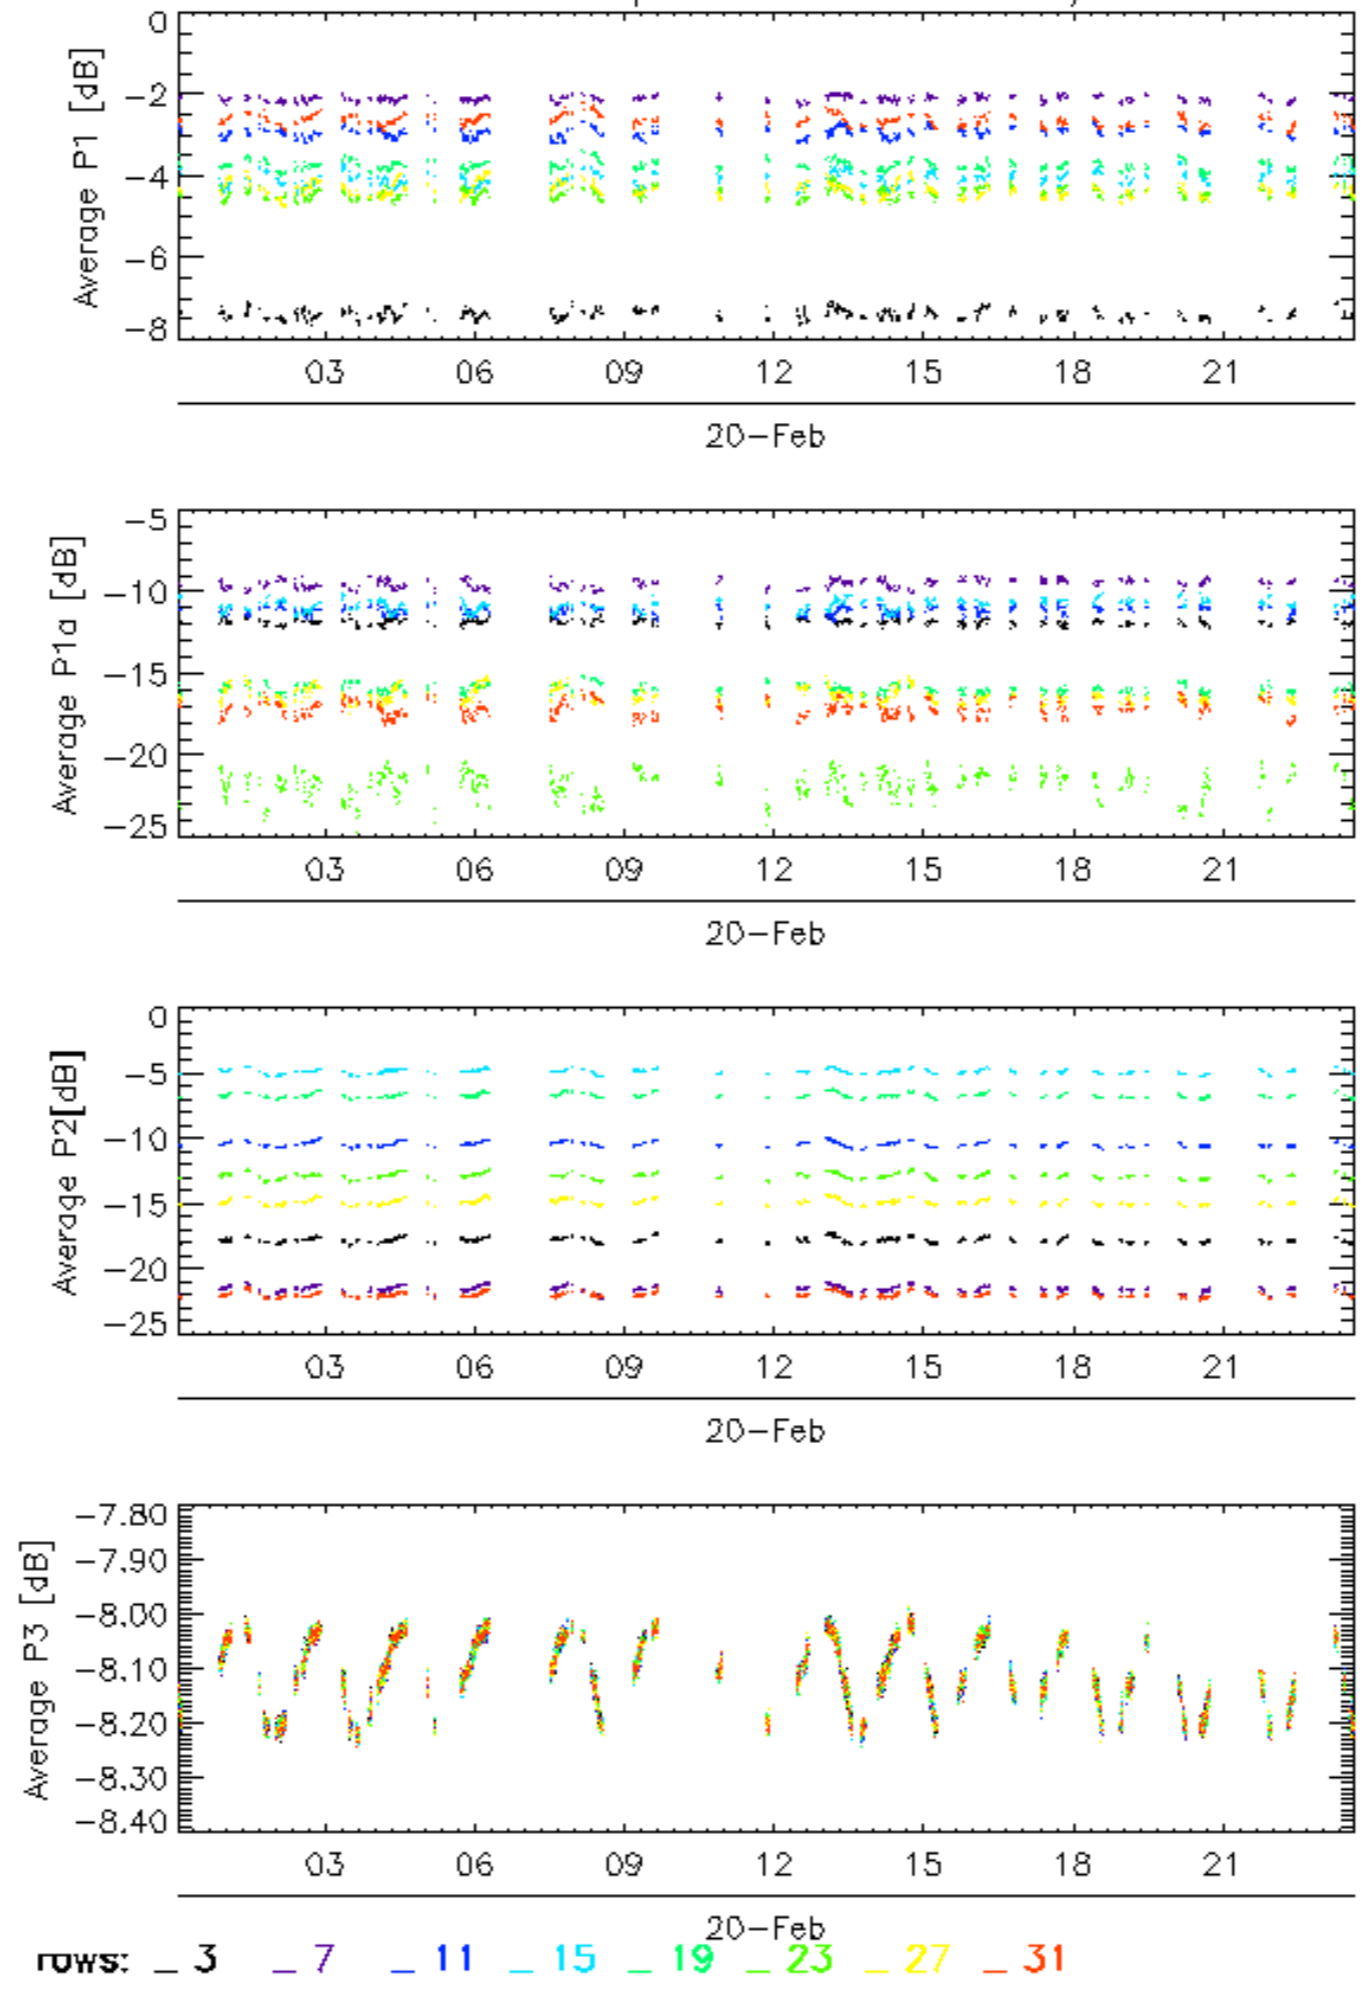 Average P1 [dB]
0
−2
−4
−6
−8
03 06 09 12 15 18 21
20−Feb
Average P1a [dB]
−5
−10
−15
−20
−25
03 06 09 12 15 18 21
20−Feb
Average P2[dB]
0
−5
−10
−15
−20
−25
03 06 09 12 15 18 21
20−Feb
Average P3 [dB]
−7.80
−7.90
−8.00
−8.10
−8.20
−8.30
−8.40
03 06 09 12 15 18 21
20−Feb
rows: _ 3 _ 7 _ 11 _ 15 _ 19 _ 23 _ 27 _ 31